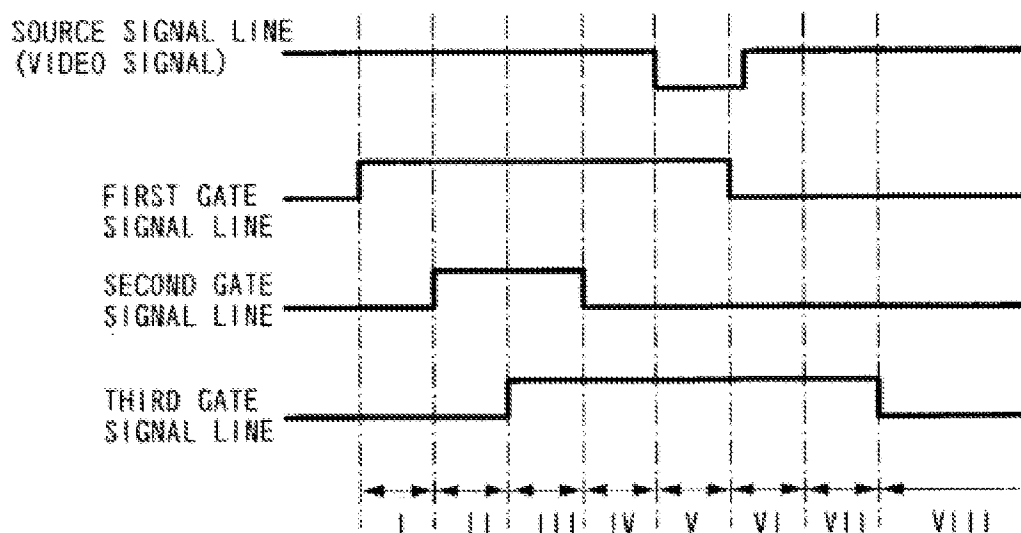 SOURCE SIGNAL LINE
(VIDEO SIGNAL)
FIRST GATE
SIGNAL LINE
SECOND GATE
SIGNAL LINE
THIRD GATE
SIGNAL LINE
I II III IV V VI VII VIII